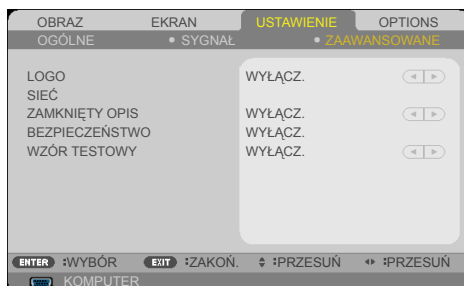 OBRAZ EKRAN USTAWIENIE OPTIONS
OGÓLNE • SYGNAŁ • ZAAWANSOWANE
LOGO WYŁĄCZ.
SIEĆ
ZAMKNIĘTY OPIS WYŁĄCZ.
BEZPIECZEŃSTWO WYŁĄCZ.
WZÓR TESTOWY WYŁĄCZ.
ENTER :WYBÓR EXIT :ZAKOŃ. :PRZESUŃ :PRZESUŃ
KOMPUTER